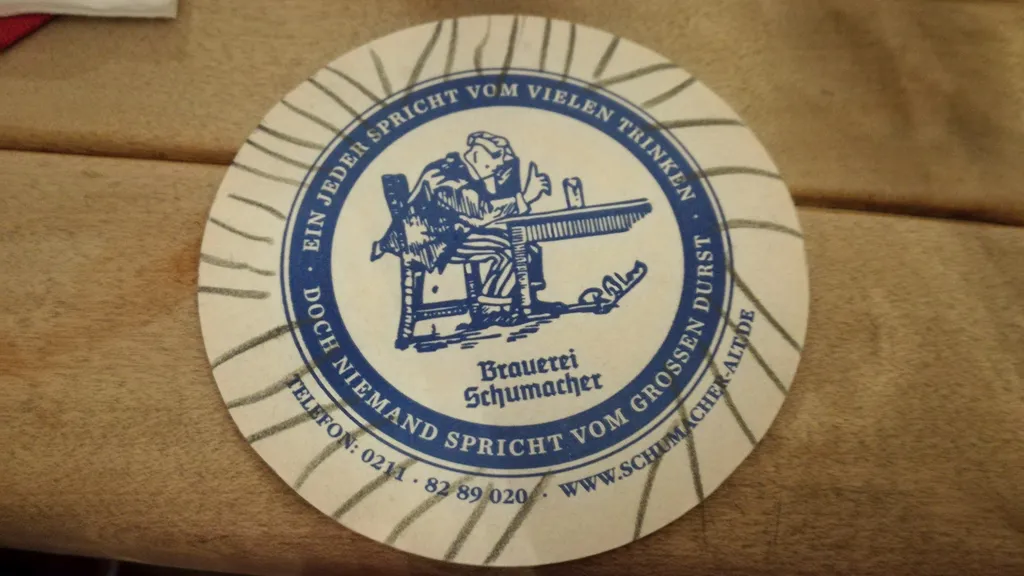 · EIN JEDER SPRICHT VOM VIELEN TRINKEN ·
DOCH NIEMAND SPRICHT VOM GROSSEN DURST
Brauerei
Schumacher
TELEFON: 0211 · 82 89 020 · WWW.SCHUMACHER-ALT.DE